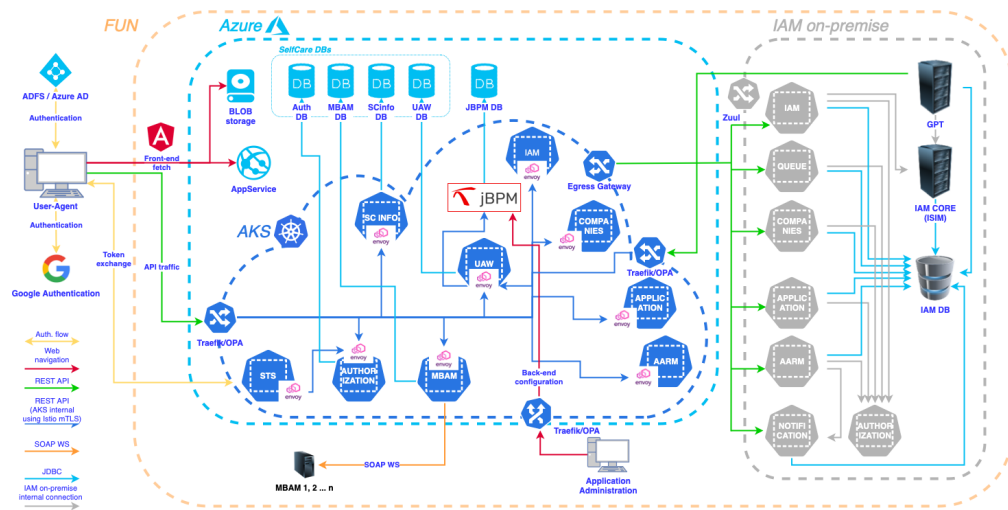 FUN
Azure
IAM on-premise
SelfCare DBs
DB
DB
DB
DB
DB
Auth
DB
MBAM
DB
SCinfo
DB
UAW
DB
JBPM DB
BLOB
storage
ADFS / Azure AD
Authentication
Front-end
fetch
AppService
User-Agent
Authentication
Google Authentication
Token
exchange
API traffic
AKS
SC INFO
envoy
IAM
envoy
jBPM
Egress Gateway
COMPA
NIES
envoy
UAW
envoy
Traefik/OPA
APPLIC
ATION
envoy
AARM
envoy
Traefik/OPA
STS
envoy
envoy
AUTHOR
IZATION
envoy
MBAM
Back-end
configuration
Traefik/OPA
SOAP WS
MBAM 1, 2 ... n
Application
Administration
Zuul
IAM
QUEUE
COMPA
NIES
APPLIC
ATION
AARM
NOTIFI
CATION
AUTHOR
IZATION
GPT
IAM CORE
(ISIM)
IAM DB
Auth. flow
Web
navigation
REST API
REST API
(AKS internal
using Istio mTLS)
SOAP WS
JDBC
IAM on-premise
internal connection